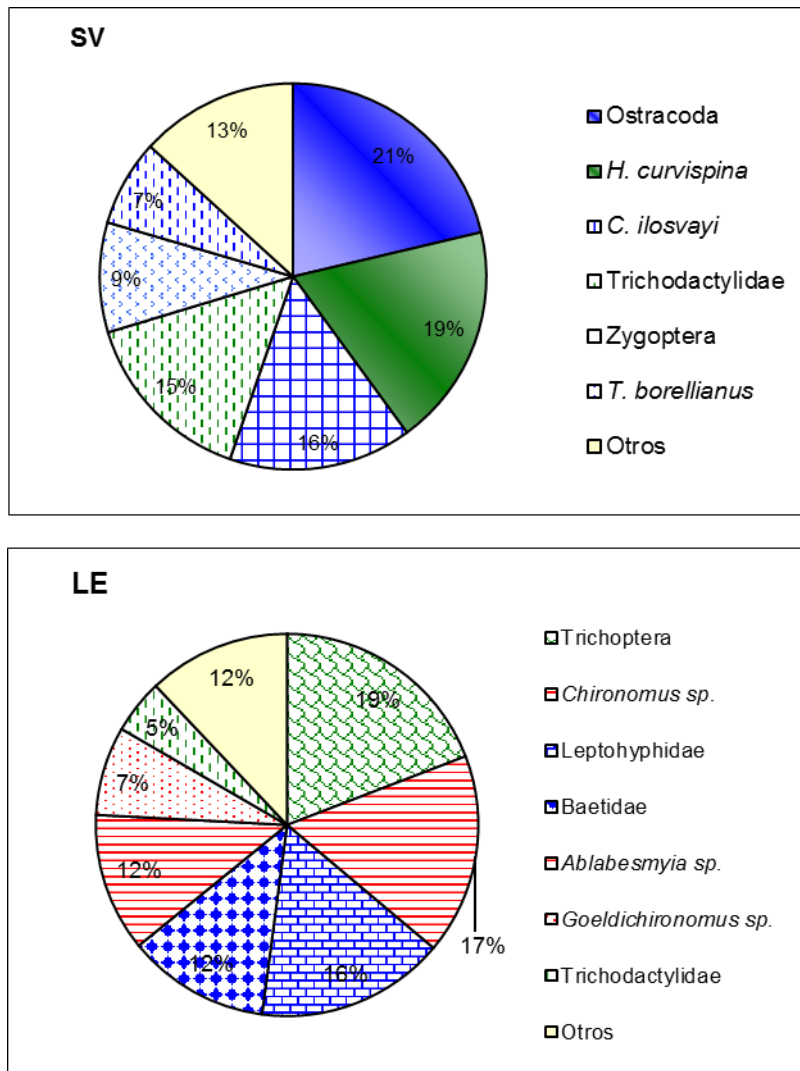 SV
13%
21%
7%
9%
19%
15%
16%
Ostracoda
H. curvispina
C. ilosvayi
Trichodactylidae
Zygoptera
T. borellianus
Otros
LE
12%
19%
5%
7%
12%
17%
12%
16%
Trichoptera
Chironomus sp.
Leptohyphidae
Baetidae
Ablabesmyia sp.
Goeldichironomus sp.
Trichodactylidae
Otros